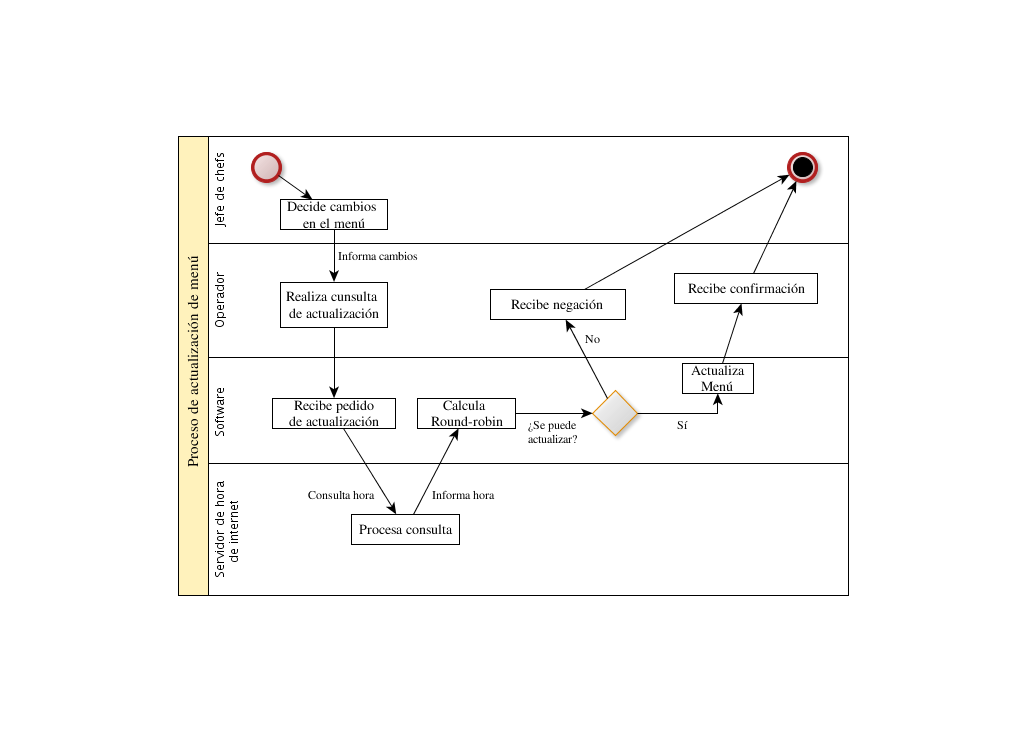 Proceso de actualización de menú
Jefe de chefs
Decide cambios
en el menú
Informa cambios
Operador
Realiza cunsulta
de actualización
Recibe negación
Recibe confirmación
No
Software
Recibe pedido
de actualización
Calcula
Round-robin
¿Se puede
actualizar?
Sí
Actualiza
Menú
Servidor de hora
de internet
Consulta hora
Informa hora
Procesa consulta